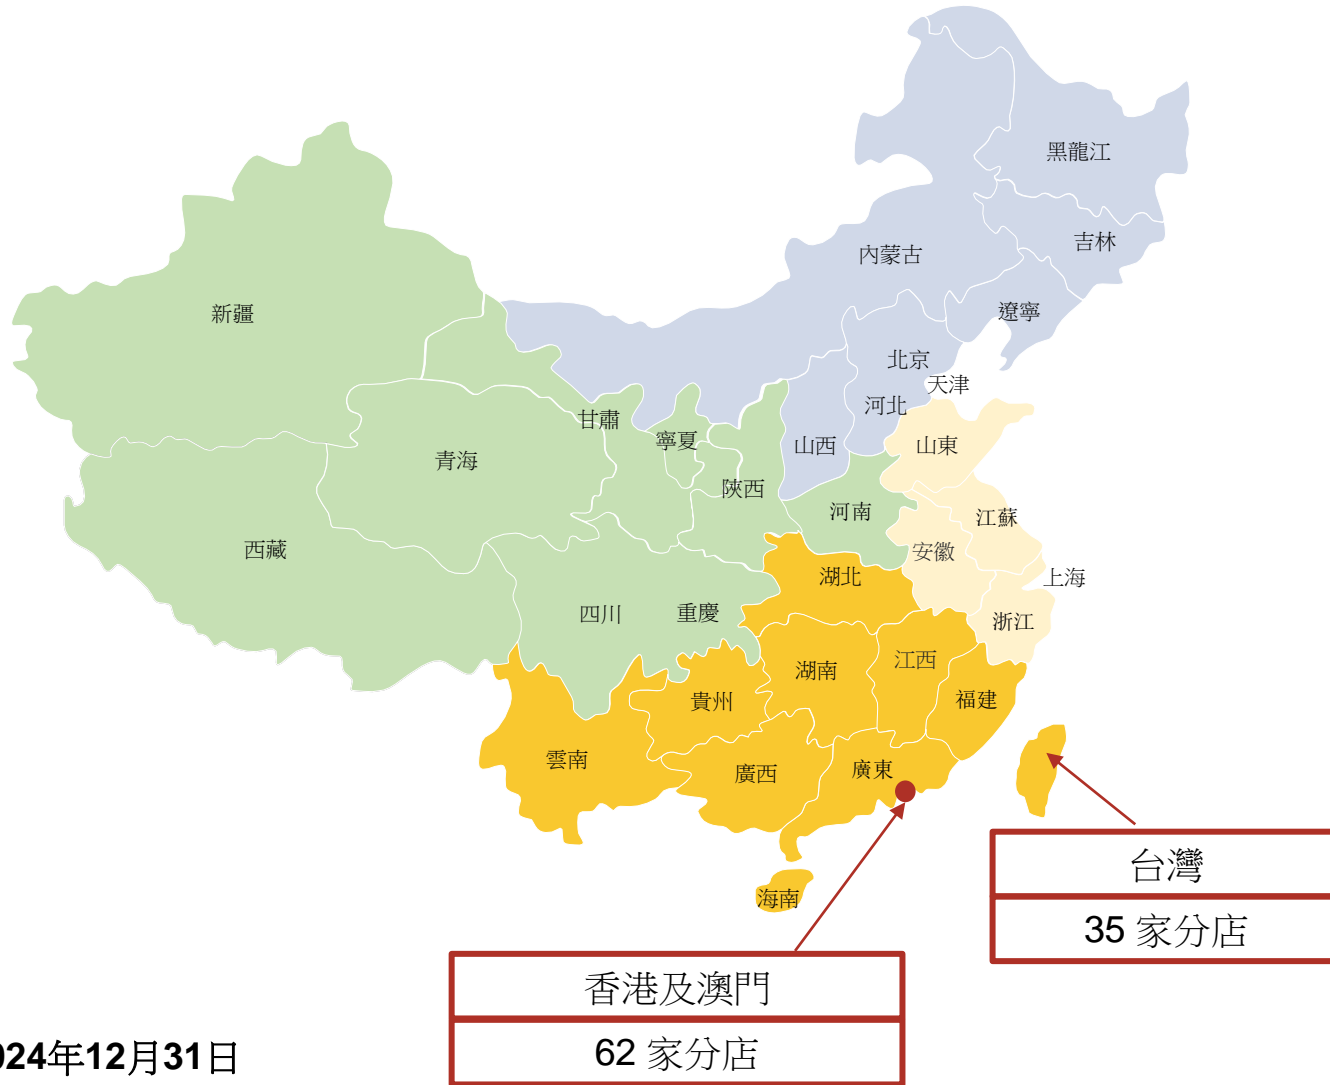 黑龍江
吉林
內蒙古
遼寧
新疆
北京
天津
河北
甘肅
寧夏
山西
山東
青海
陝西
河南
江蘇
西藏
安徽
湖北
上海
四川
重慶
浙江
江西
湖南
貴州
福建
雲南
廣西
廣東
台灣
海南
35 家分店
香港及澳門
62 家分店
024年12月31日